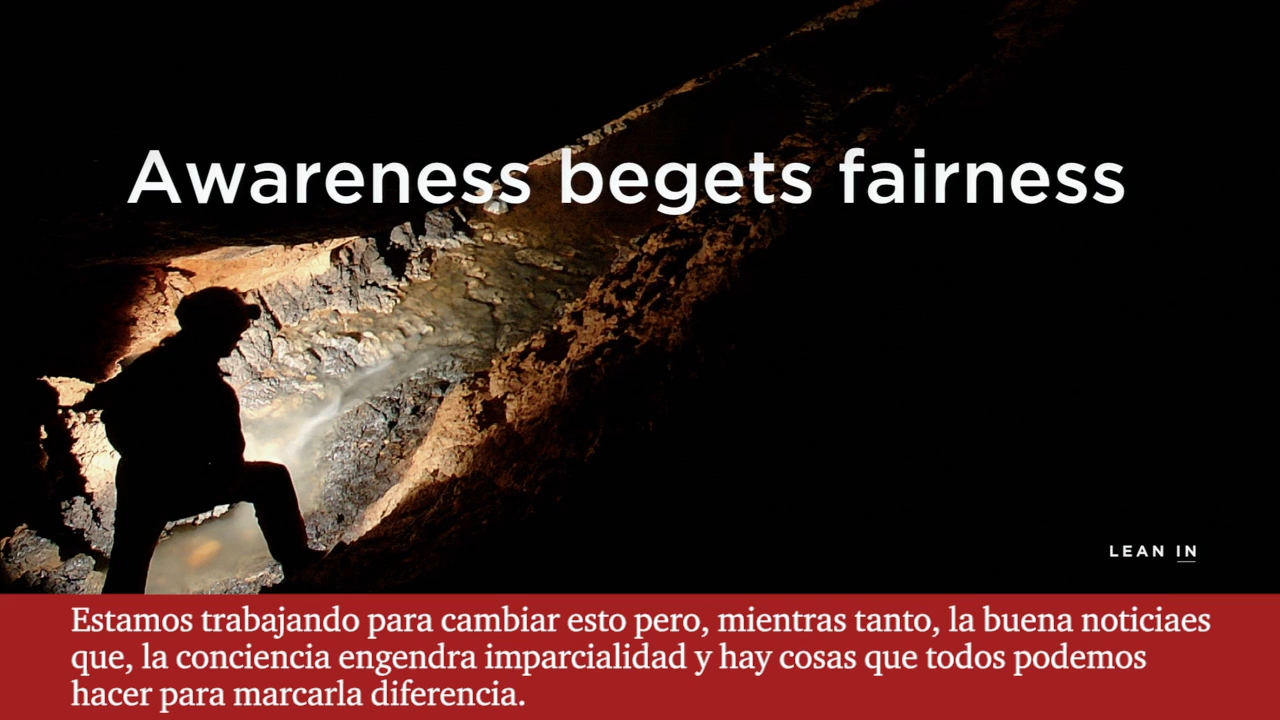 Awareness begets fairness
LEAN IN
Estamos trabajando para cambiar esto pero, mientras tanto, la buena noticiaes
que, la conciencia engendra imparcialidad y hay cosas que todos podemos
hacer para marcarla diferencia.